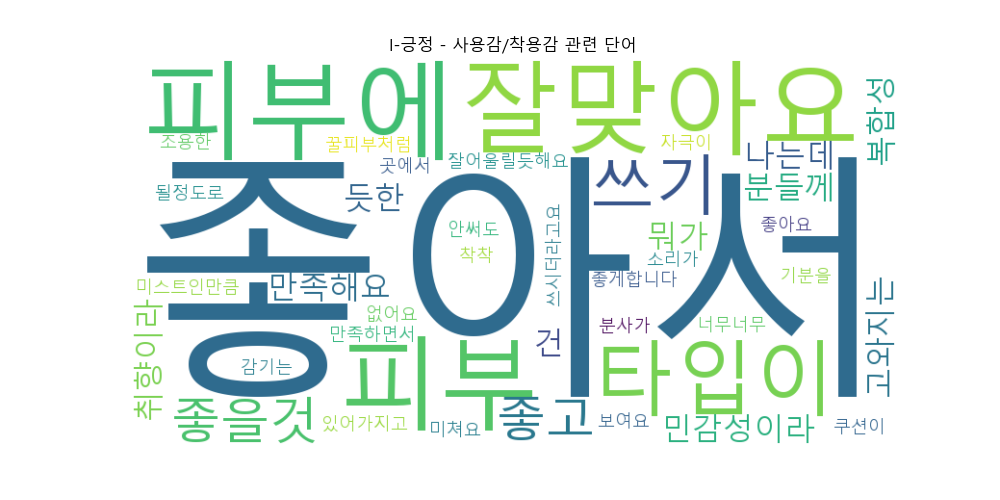 I-긍정 - 사용감/착용감 관련 단어
피부에 잘맞아요
복합성
조용한
꿀피부처럼
자극이
곳에서
잘어울릴듯해요
쓰기
나는데
될정도로
듯한
분들께
좋아서
안써도
착착
쓰시더라고요
뭐가
좋아요
소리가
미스트인만큼
만족해요
좋게합니다
기분을
없어요
만족하면서
건
분사가
너무너무
고와지는
취향이라
감기는
피부
타입이
좋을것
있어가지고
미쳐요
좋고
보여요
민감성이라
쿠션이